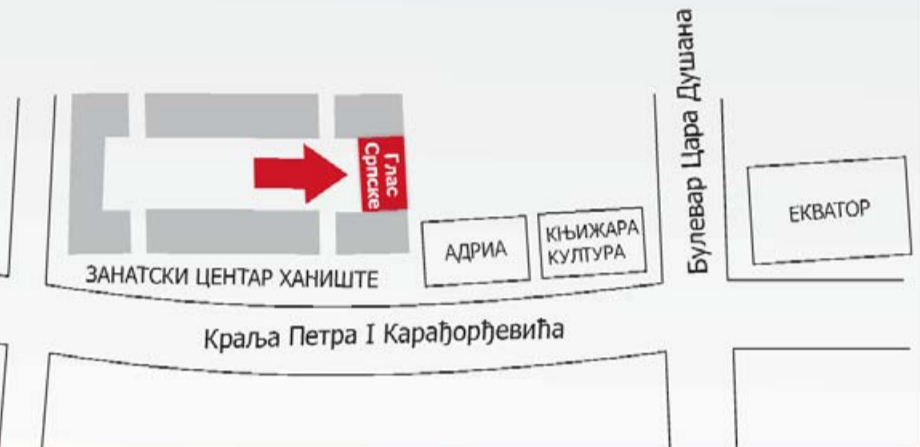 Булевар Цара Душана
Глас
Српске
ЕКВАТОР
АДРИА
КЊИЖАРА
КУЛТУРА
ЗАНАТСКИ ЦЕНТАР ХАНИШТЕ
Краља Петра I Карађорђевића